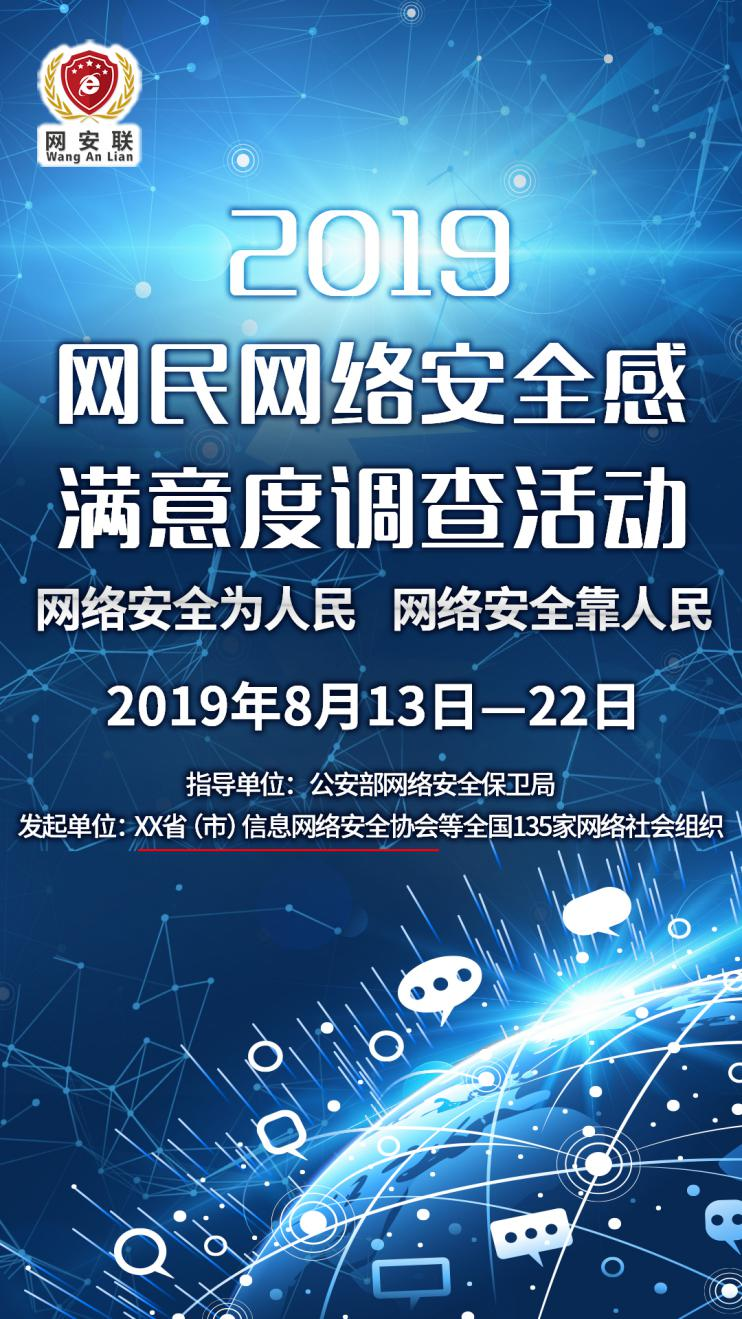 网安联
Wang An Lian
2019
网民网络安全感
满意度调查活动
网络安全为人民 网络安全靠人民
2019年8月13日—22日
指导单位：公安部网络安全保卫局
发起单位：XX省（市）信息网络安全协会等全国135家网络社会组织